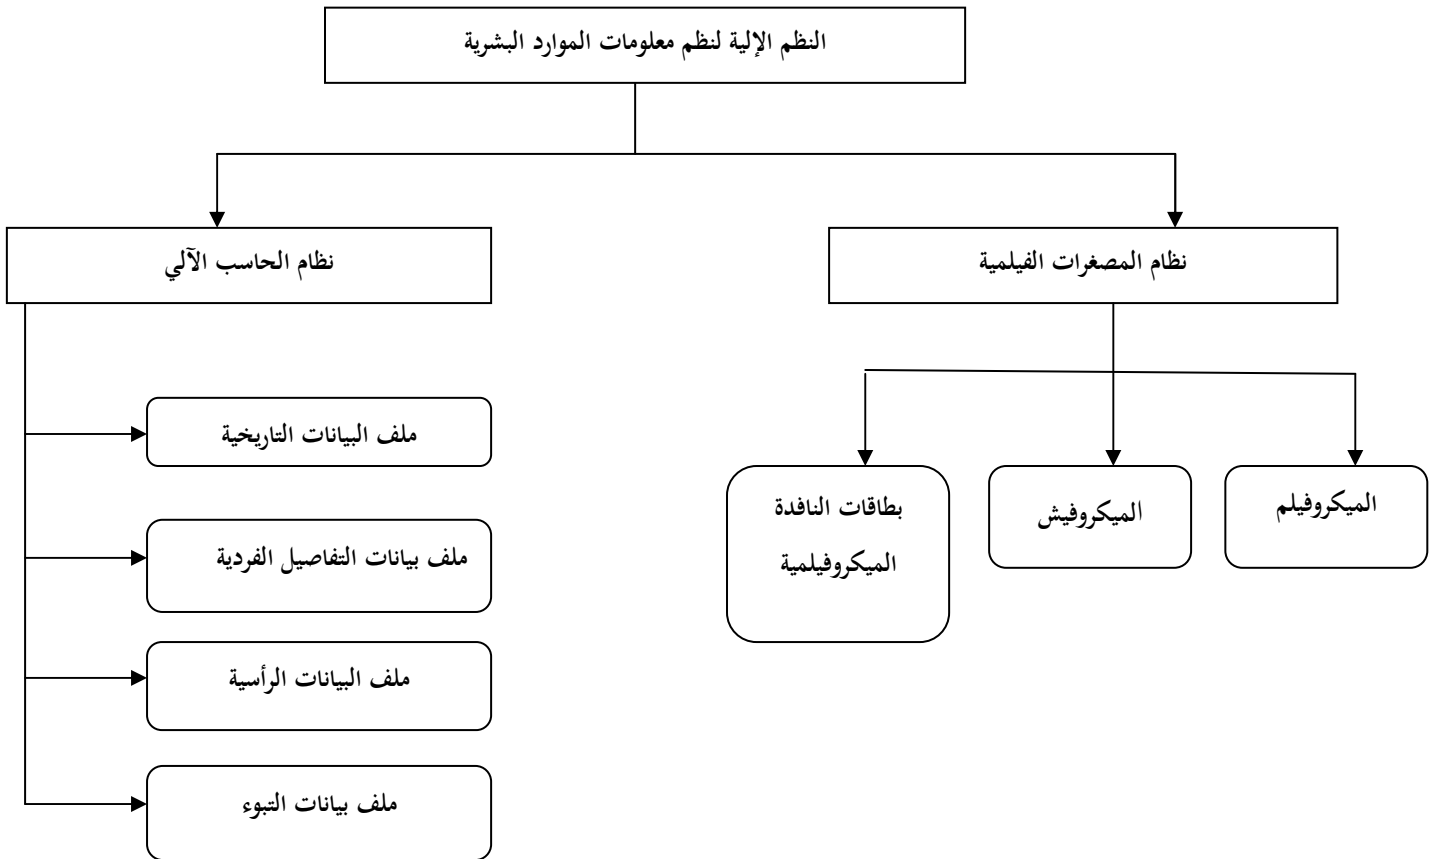 النظم الإلية لنظم معلومات الموارد البشرية
نظام المصغرات الفيلمية
نظام الحاسب الآلي
الميكروفيلم
الميكروفيش
بطاقات النافدة
الميكروفيلمية
ملف البيانات التاريخية
ملف بيانات التفاصيل الفردية
ملف البيانات الرأسية
ملف بيانات التبوء